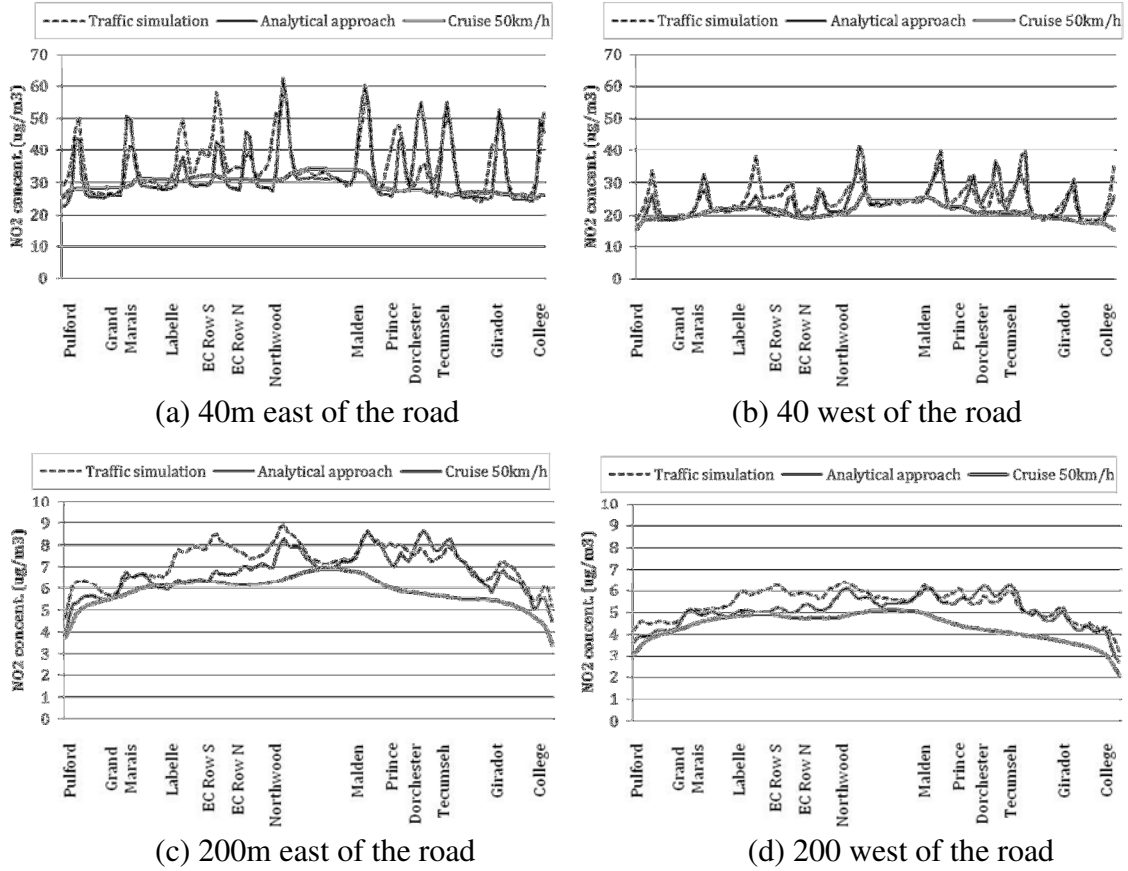 Traffic simulation Analytical approach Cruise 50km/h
NO2 concent. (ug/m3)
70
60
50
40
30
20
10
0
Pulford
Grand
Marais
Labelle
EC Row S
EC Row N
Northwood
Malden
Prince
Dorchester
Tecumseh
Giradot
College
(a) 40m east of the road
Traffic simulation Analytical approach Cruise 50km/h
NO2 concent. (ug/m3)
70
60
50
40
30
20
10
0
Pulford
Grand
Marais
Labelle
EC Row S
EC Row N
Northwood
Malden
Prince
Dorchester
Tecumseh
Giradot
College
(b) 40 west of the road
Traffic simulation Analytical approach Cruise 50km/h
NO2 concent. (ug/m3)
10
9
8
7
6
5
4
3
2
1
0
Pulford
Grand
Marais
Labelle
EC Row S
EC Row N
Northwood
Malden
Prince
Dorchester
Tecumseh
Giradot
College
(c) 200m east of the road
Traffic simulation Analytical approach Cruise 50km/h
NO2 concent. (ug/m3)
10
9
8
7
6
5
4
3
2
1
0
Pulford
Grand
Marais
Labelle
EC Row S
EC Row N
Northwood
Malden
Prince
Dorchester
Tecumseh
Giradot
College
(d) 200 west of the road